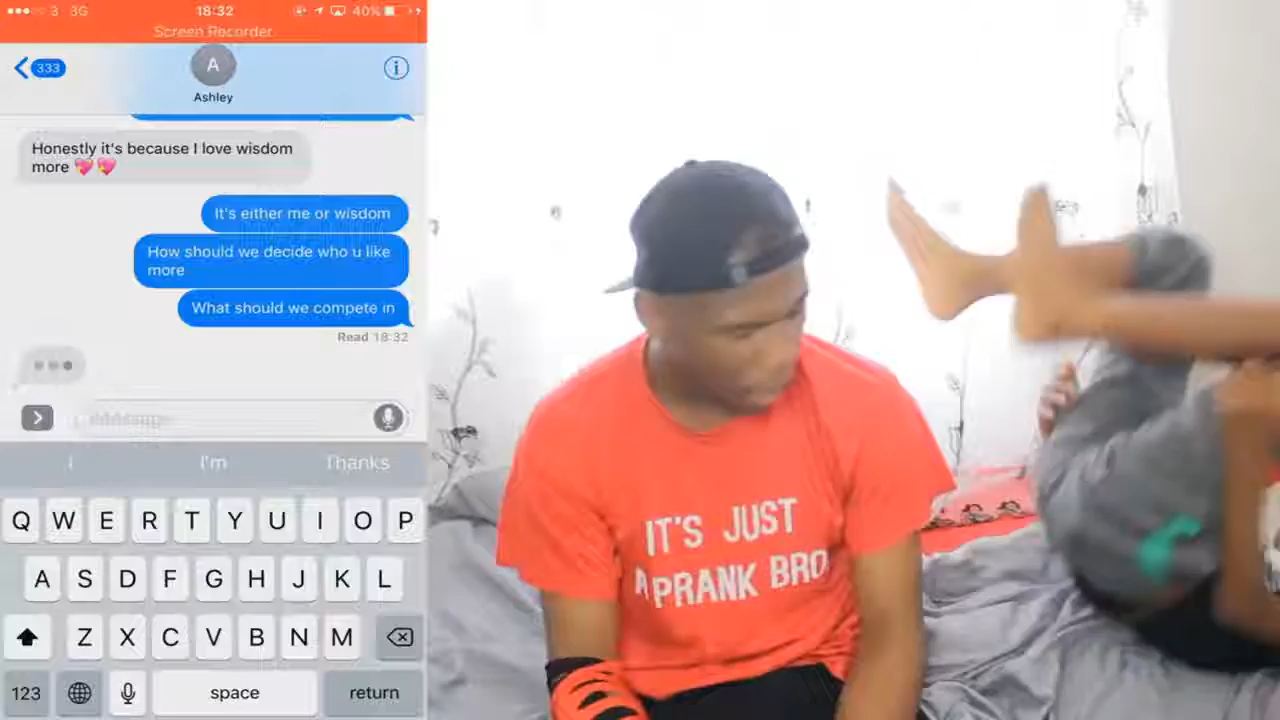 3 3G 18:32 40%
Screen Recorder
333
A
Ashley
Honestly it's because I love wisdom
more 💖💖
It's either me or wisdom
How should we decide who u like
more
What should we compete in
Read 18:32
I I'm Thanks
Q W E R T Y U I O P
A S D F G H J K L
Z X C V B N M
123 space return
IT'S JUST
A PRANK BRO